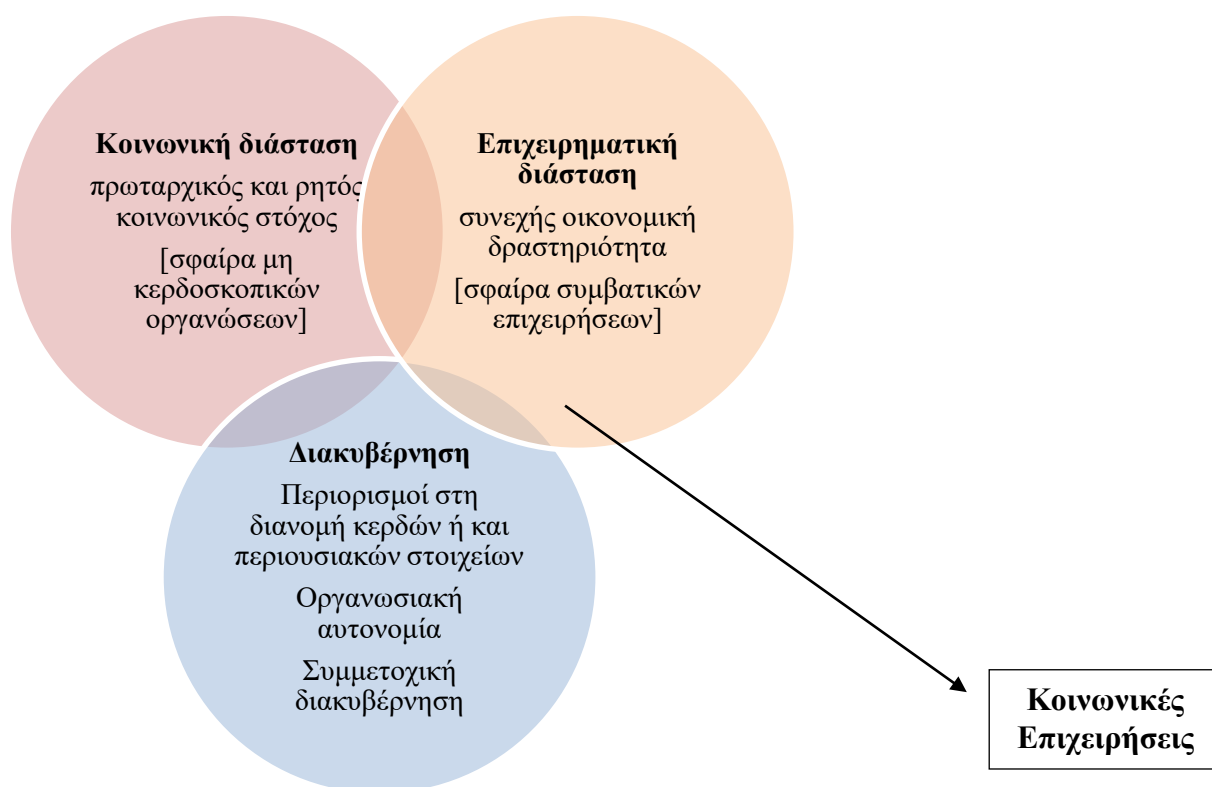 Κοινωνική διάσταση
πρωταρχικός και ρητός
κοινωνικός στόχος
[σφαίρα μη
κερδοσκοπικών
οργανώσεων]
Επιχειρηματική
διάσταση
συνεχής οικονομική
δραστηριότητα
[σφαίρα συμβατικών
επιχειρήσεων]
Διακυβέρνηση
Περιορισμοί στη
διανομή κερδών ή και
περιουσιακών στοιχείων
Οργανωσιακή
αυτονομία
Συμμετοχική
διακυβέρνηση
Κοινωνικές
Επιχειρήσεις